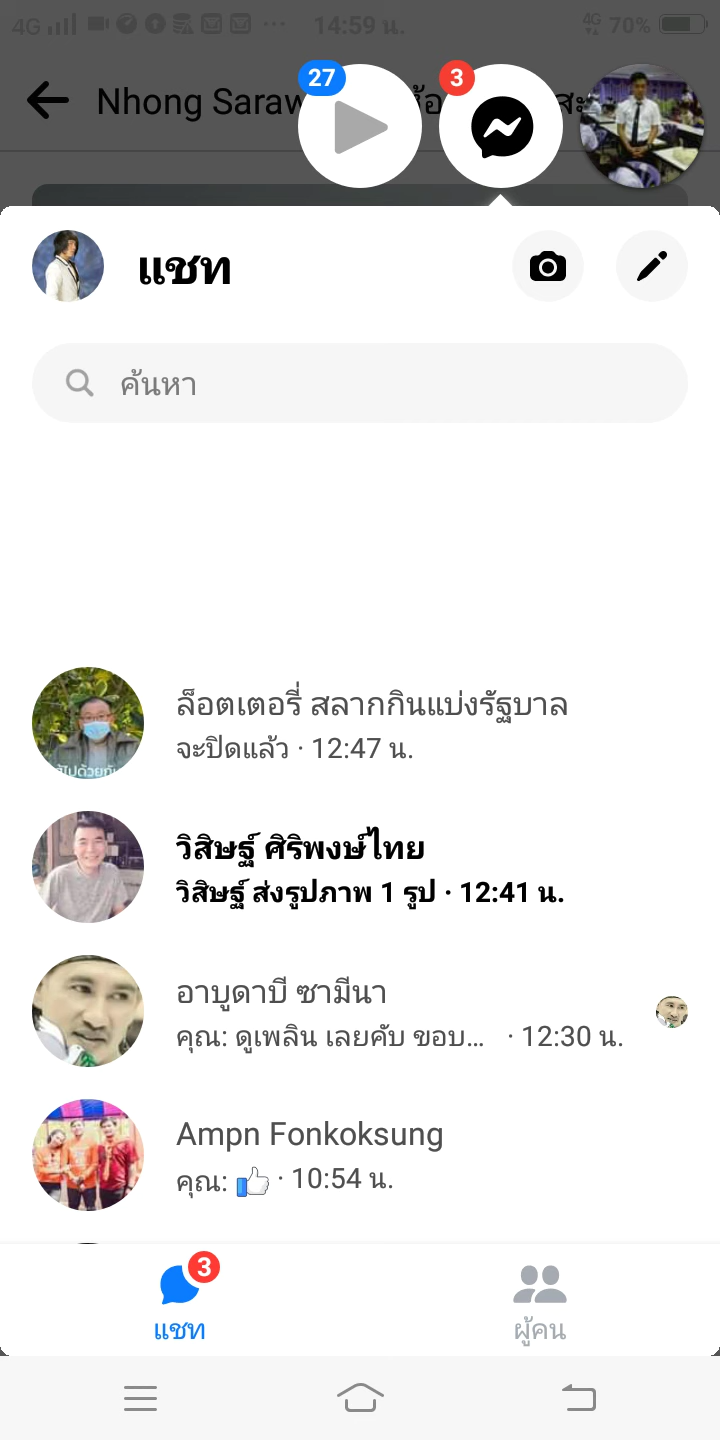 4G 14:59 น. 4G 70%
Nhong Saraw
27
3
แชท
ค้นหา
ล็อตเตอรี่ สลากกินแบ่งรัฐบาล
จะปิดแล้ว · 12:47 น.
วิสิษฐ์ ศิริพงษ์ไทย
วิสิษฐ์ ส่งรูปภาพ 1 รูป · 12:41 น.
อาบูดาบี ซามีนา
คุณ: ดูเพลิน เลยคับ ขอบ... · 12:30 น.
Ampn Fonkoksung
คุณ: 👍 · 10:54 น.
3
แชท
ผู้คน